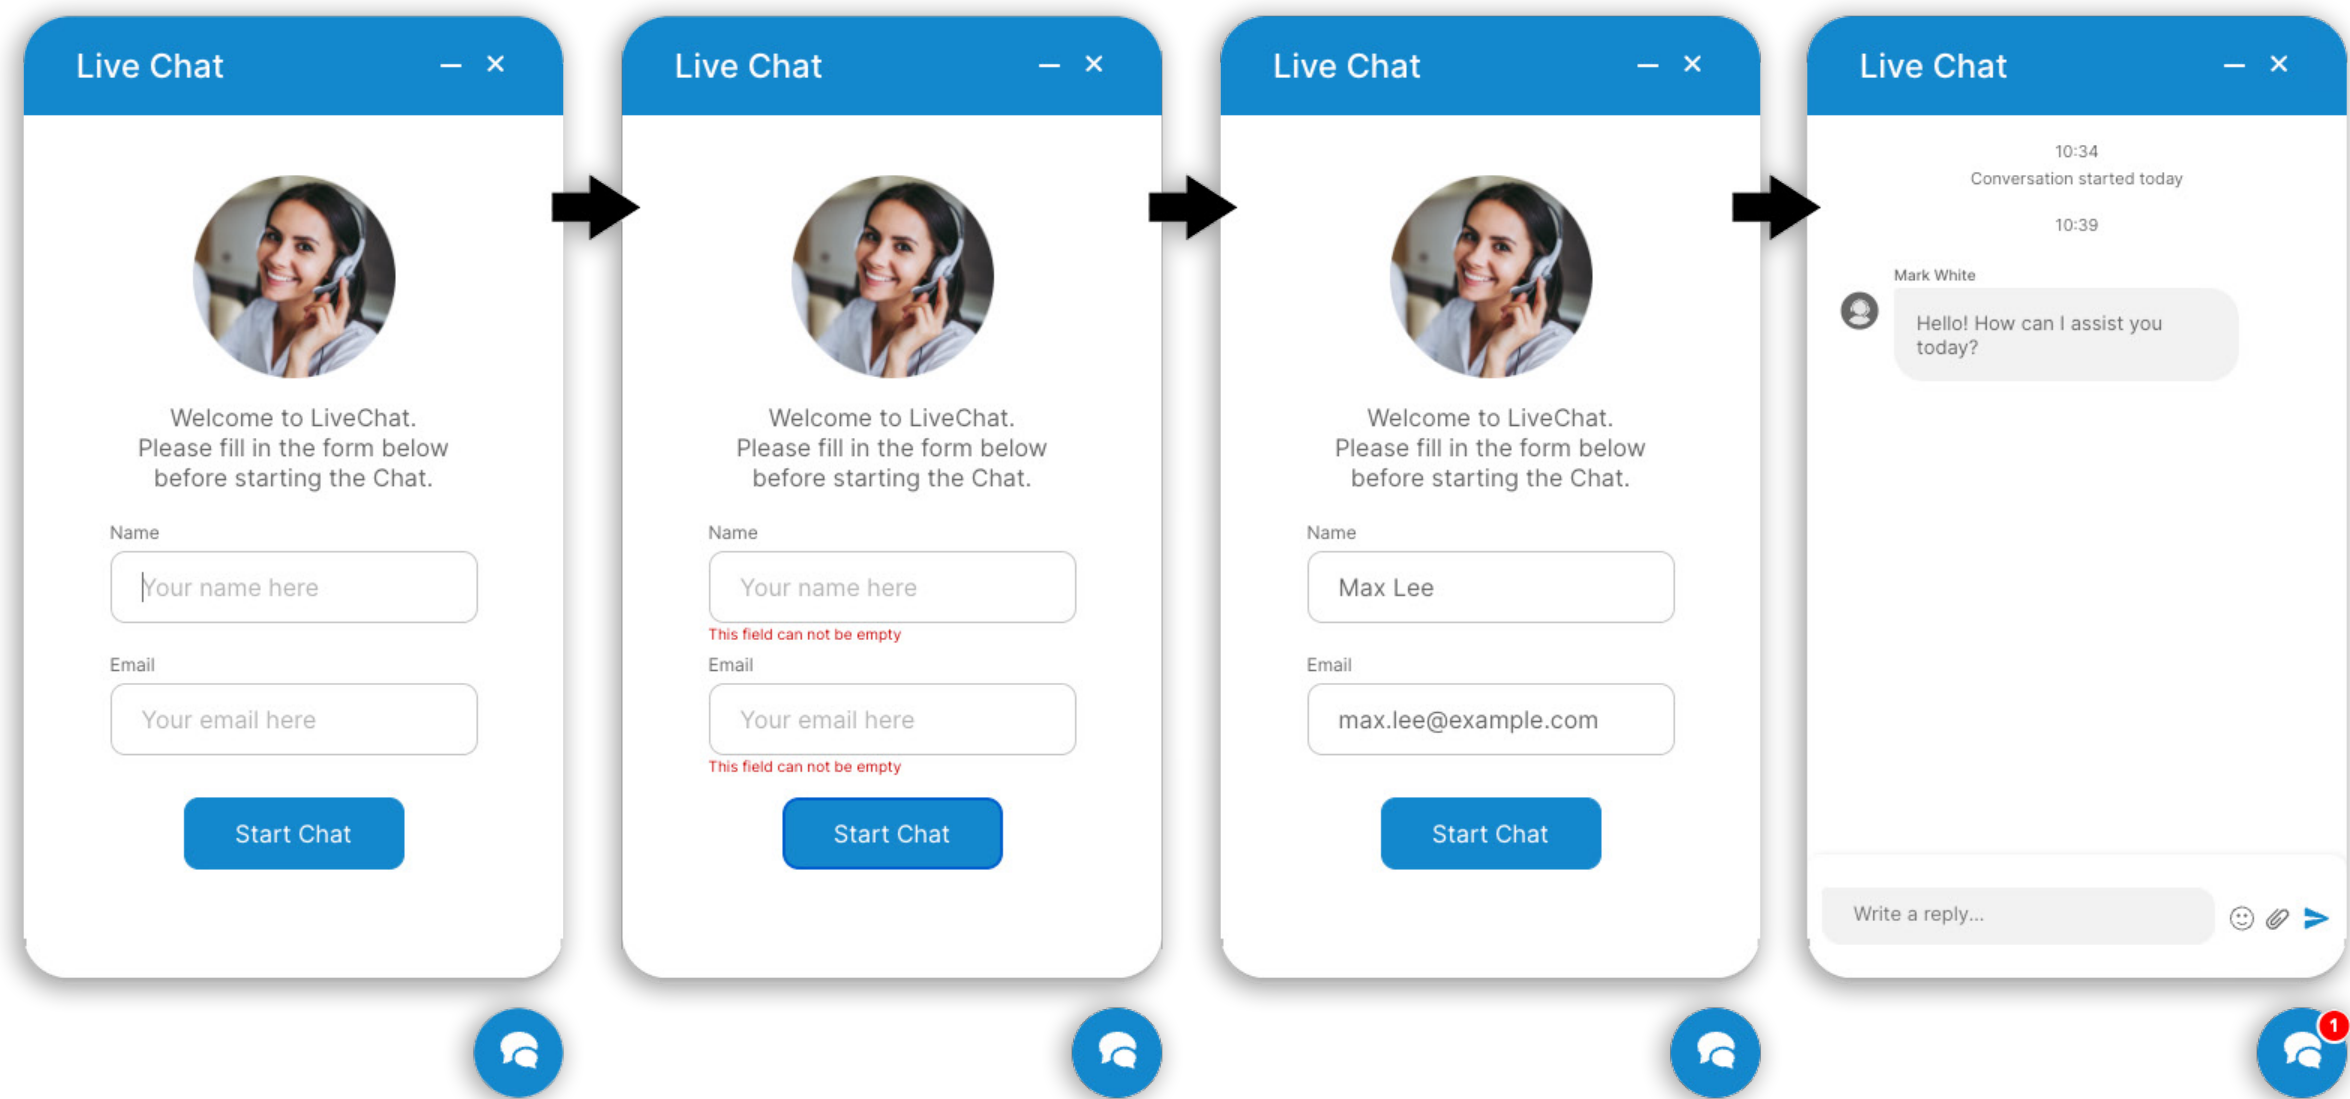 Live Chat
Welcome to LiveChat.
Please fill in the form below
before starting the Chat.
Name
Your name here
Email
Your email here
Start Chat
Live Chat
Welcome to LiveChat.
Please fill in the form below
before starting the Chat.
Name
Your name here
This field can not be empty
Email
Your email here
This field can not be empty
Start Chat
Live Chat
Welcome to LiveChat.
Please fill in the form below
before starting the Chat.
Name
Max Lee
Email
max.lee@example.com
Start Chat
Live Chat
10:34
Conversation started today
10:39
Mark White
Hello! How can I assist you
today?
Write a reply...
1